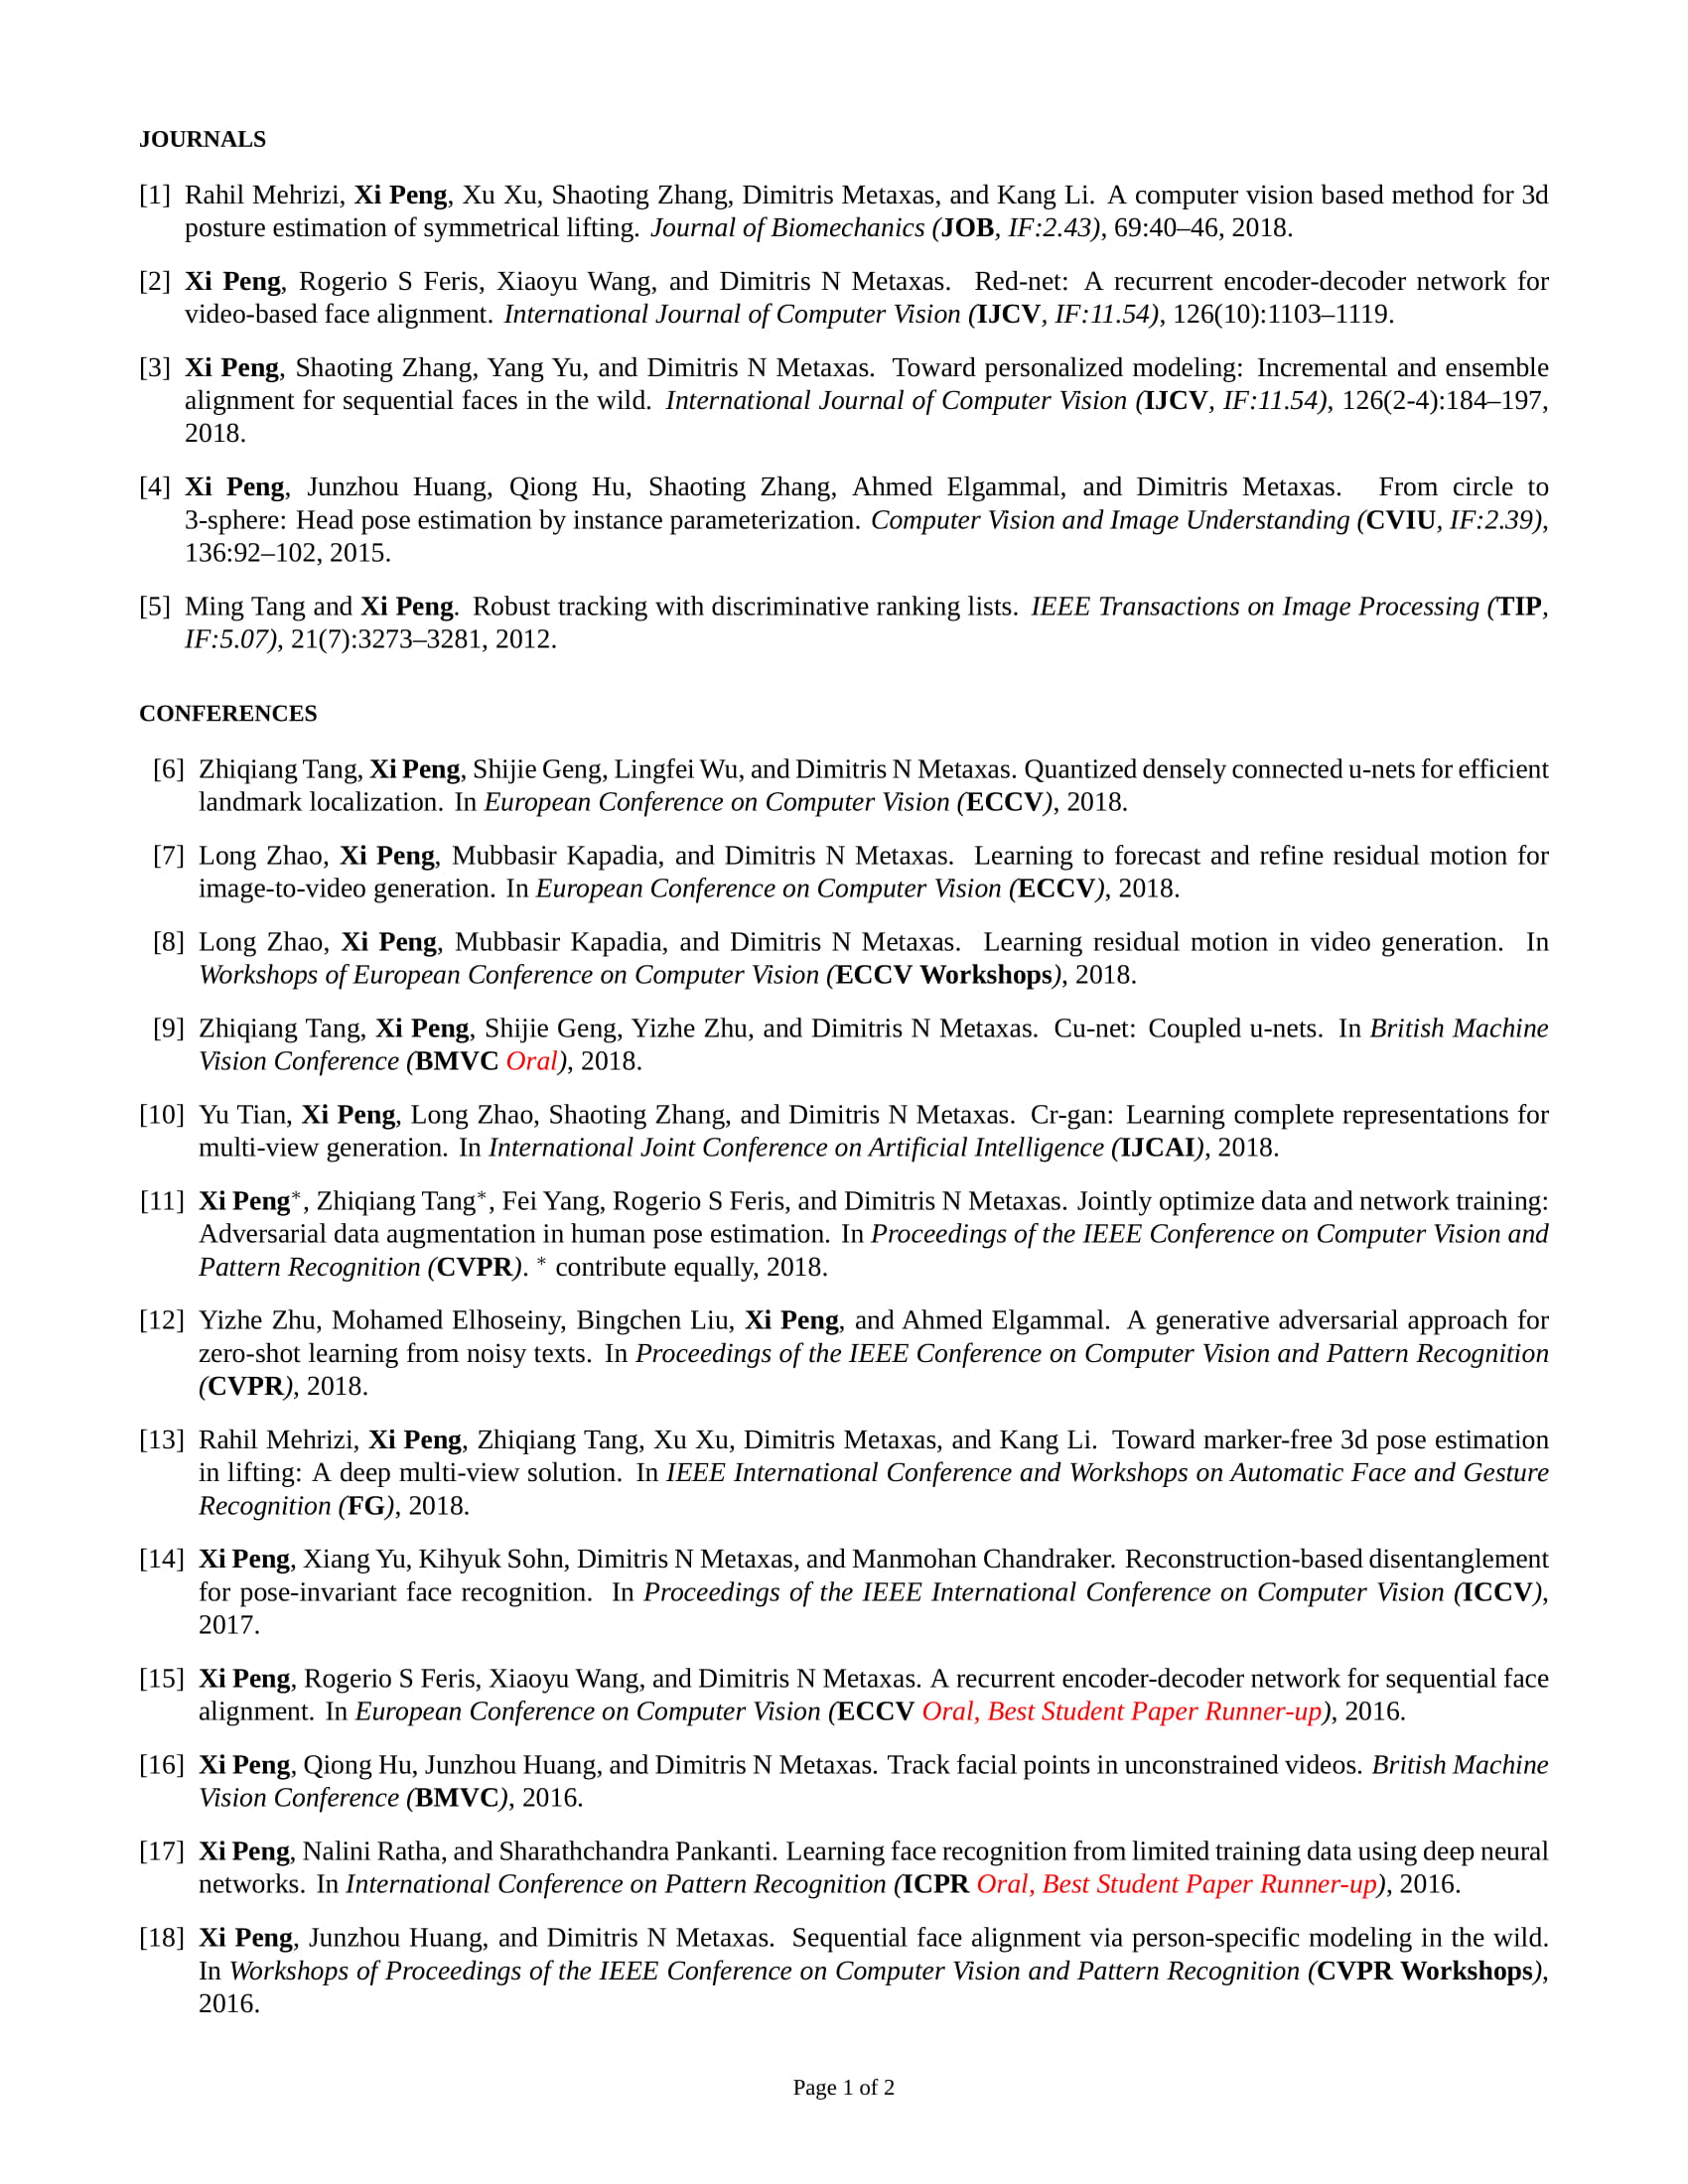 JOURNALS
[1] Rahil Mehrizi, Xi Peng, Xu Xu, Shaoting Zhang, Dimitris Metaxas, and Kang Li. A computer vision based method for 3d
posture estimation of symmetrical lifting. Journal of Biomechanics (JOB, IF:2.43), 69:40–46, 2018.
[2] Xi Peng, Rogerio S Feris, Xiaoyu Wang, and Dimitris N Metaxas. Red-net: A recurrent encoder-decoder network for
video-based face alignment. International Journal of Computer Vision (IJCV, IF:11.54), 126(10):1103–1119.
[3] Xi Peng, Shaoting Zhang, Yang Yu, and Dimitris N Metaxas. Toward personalized modeling: Incremental and ensemble
alignment for sequential faces in the wild. International Journal of Computer Vision (IJCV, IF:11.54), 126(2-4):184–197,
2018.
[4] Xi Peng, Junzhou Huang, Qiong Hu, Shaoting Zhang, Ahmed Elgammal, and Dimitris Metaxas. From circle to
3-sphere: Head pose estimation by instance parameterization. Computer Vision and Image Understanding (CVIU, IF:2.39),
136:92–102, 2015.
[5] Ming Tang and Xi Peng. Robust tracking with discriminative ranking lists. IEEE Transactions on Image Processing (TIP,
IF:5.07), 21(7):3273–3281, 2012.
CONFERENCES
[6] Zhiqiang Tang, Xi Peng, Shijie Geng, Lingfei Wu, and Dimitris N Metaxas. Quantized densely connected u-nets for efficient
landmark localization. In European Conference on Computer Vision (ECCV), 2018.
[7] Long Zhao, Xi Peng, Mubbasir Kapadia, and Dimitris N Metaxas. Learning to forecast and refine residual motion for
image-to-video generation. In European Conference on Computer Vision (ECCV), 2018.
[8] Long Zhao, Xi Peng, Mubbasir Kapadia, and Dimitris N Metaxas. Learning residual motion in video generation. In
Workshops of European Conference on Computer Vision (ECCV Workshops), 2018.
[9] Zhiqiang Tang, Xi Peng, Shijie Geng, Yizhe Zhu, and Dimitris N Metaxas. Cu-net: Coupled u-nets. In British Machine
Vision Conference (BMVC Oral), 2018.
[10] Yu Tian, Xi Peng, Long Zhao, Shaoting Zhang, and Dimitris N Metaxas. Cr-gan: Learning complete representations for
multi-view generation. In International Joint Conference on Artificial Intelligence (IJCAI), 2018.
[11] Xi Peng*, Zhiqiang Tang*, Fei Yang, Rogerio S Feris, and Dimitris N Metaxas. Jointly optimize data and network training:
Adversarial data augmentation in human pose estimation. In Proceedings of the IEEE Conference on Computer Vision and
Pattern Recognition (CVPR). * contribute equally, 2018.
[12] Yizhe Zhu, Mohamed Elhoseiny, Bingchen Liu, Xi Peng, and Ahmed Elgammal. A generative adversarial approach for
zero-shot learning from noisy texts. In Proceedings of the IEEE Conference on Computer Vision and Pattern Recognition
(CVPR), 2018.
[13] Rahil Mehrizi, Xi Peng, Zhiqiang Tang, Xu Xu, Dimitris Metaxas, and Kang Li. Toward marker-free 3d pose estimation
in lifting: A deep multi-view solution. In IEEE International Conference and Workshops on Automatic Face and Gesture
Recognition (FG), 2018.
[14] Xi Peng, Xiang Yu, Kihyuk Sohn, Dimitris N Metaxas, and Manmohan Chandraker. Reconstruction-based disentanglement
for pose-invariant face recognition. In Proceedings of the IEEE International Conference on Computer Vision (ICCV),
2017.
[15] Xi Peng, Rogerio S Feris, Xiaoyu Wang, and Dimitris N Metaxas. A recurrent encoder-decoder network for sequential face
alignment. In European Conference on Computer Vision (ECCV Oral, Best Student Paper Runner-up), 2016.
[16] Xi Peng, Qiong Hu, Junzhou Huang, and Dimitris N Metaxas. Track facial points in unconstrained videos. British Machine
Vision Conference (BMVC), 2016.
[17] Xi Peng, Nalini Ratha, and Sharathchandra Pankanti. Learning face recognition from limited training data using deep neural
networks. In International Conference on Pattern Recognition (ICPR Oral, Best Student Paper Runner-up), 2016.
[18] Xi Peng, Junzhou Huang, and Dimitris N Metaxas. Sequential face alignment via person-specific modeling in the wild.
In Workshops of Proceedings of the IEEE Conference on Computer Vision and Pattern Recognition (CVPR Workshops),
2016.
Page 1 of 2